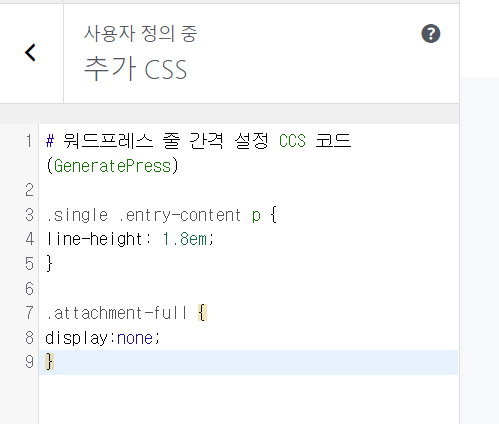 사용자 정의 중
추가 CSS
1 # 워드프레스 줄 간격 설정 CCS 코드
(GeneratePress)
2
3 .single .entry-content p {
4 line-height: 1.8em;
5 }
6
7 .attachment-full {
8 display:none;
9 }